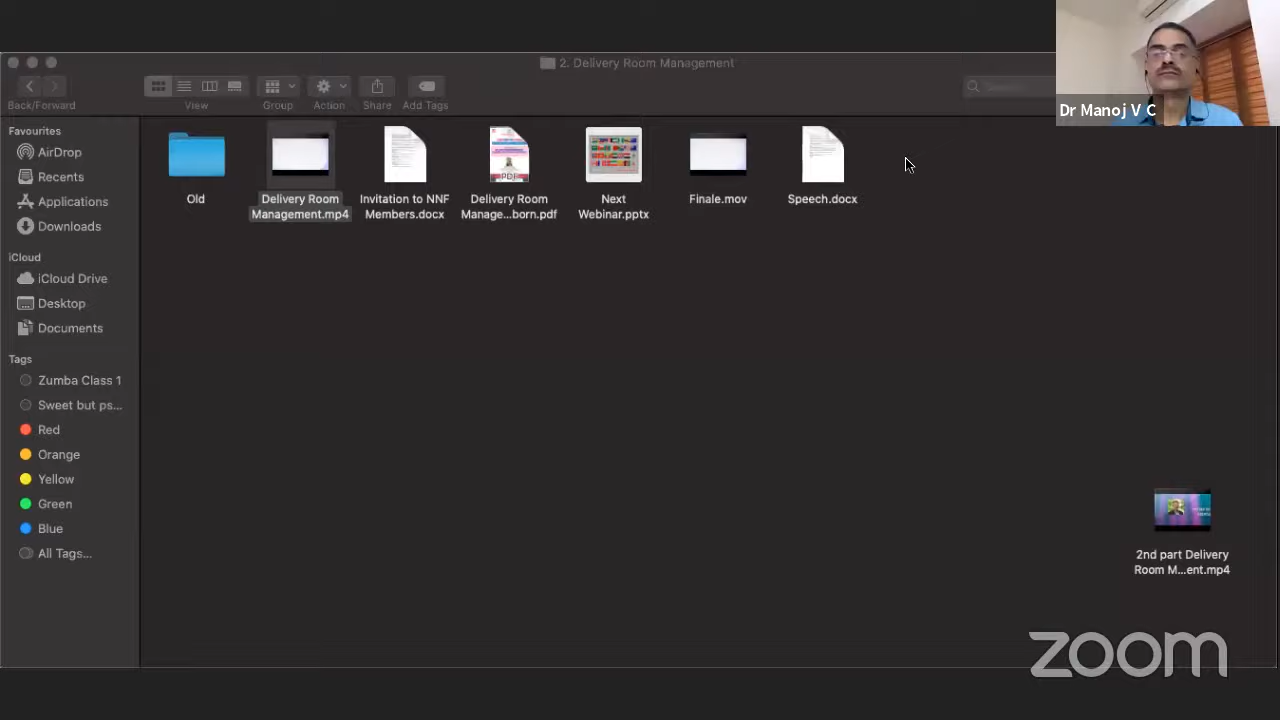 2. Delivery Room Management
Back/Forward
View
Group
Action
Share
Add Tags
Search
Dr Manoj V C
Favourites
AirDrop
Recents
Applications
Downloads
iCloud
iCloud Drive
Desktop
Documents
Tags
Zumba Class 1
Sweet but ps...
Red
Orange
Yellow
Green
Blue
All Tags...
Old
Delivery Room
Management.mp4
Invitation to NNF
Members.docx
PDF
Delivery Room
Manage...born.pdf
Next
Webinar.pptx
Finale.mov
Speech.docx
2nd part Delivery
Room M...ent.mp4
zoom